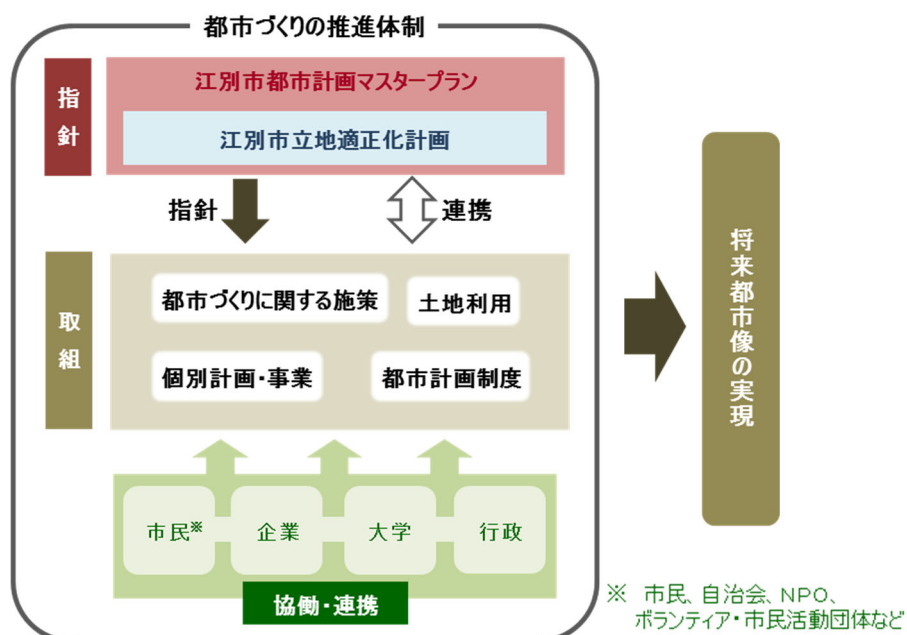 都市づくりの推進体制
指針
江別市都市計画マスタープラン
江別市立地適正化計画
指針
連携
取組
都市づくりに関する施策
土地利用
個別計画・事業
都市計画制度
市民※
企業
大学
行政
協働・連携
将来都市像の実現
※ 市民、自治会、NPO、
ボランティア・市民活動団体など